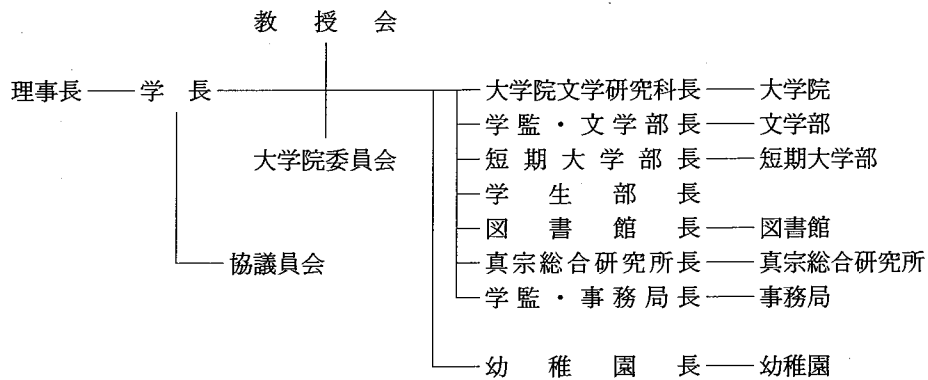 教授会
理事長 学長 大学院文学研究科長 大学院
学監・文学部長 文学部
大学院委員会 短期大学部長 短期大学部
学生部長
図書館長 図書館
協議員会 真宗総合研究所長 真宗総合研究所
学監・事務局長 事務局
幼稚園長 幼稚園